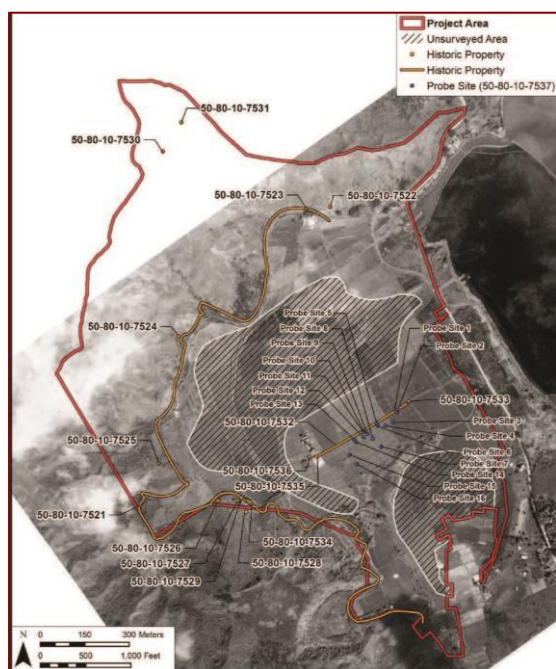 Project Area
Unsurveyed Area
Historic Property
Historic Property
Probe Site (50-80-10-7537)
50-80-10-7531
50-80-10-7530
50-80-10-7523
50-80-10-7522
50-80-10-7524
Probe Site 5
Probe Site 8
Probe Site 9
Probe Site 10
Probe Site 11
Probe Site 12
Probe Site 13
Probe Site 1
Probe Site 2
50-80-10-7533
50-80-10-7532
Probe Site 3
Probe Site 4
Probe Site 6
Probe Site 7
Probe Site 14
Probe Site 15
Probe Site 16
50-80-10-7525
50-80-10-7536
50-80-10-7535
50-80-10-7521
50-80-10-7526
50-80-10-7534
50-80-10-7527
50-80-10-7528
50-80-10-7529
N
0 150 300 Meters
0 500 1,000 Feet